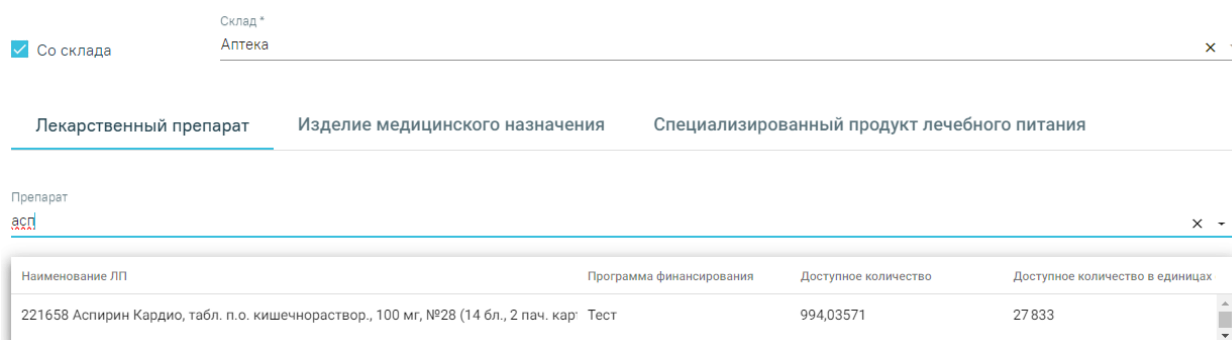 Склад *
Со склада
Аптека
Лекарственный препарат Изделие медицинского назначения Специализированный продукт лечебного питания
Препарат
асп
Наименование ЛП Программа финансирования Доступное количество Доступное количество в единицах
221658 Аспирин Кардио, табл. п.о. кишечнораствор., 100 мг, №28 (14 бл., 2 пач. кар Тест 994,03571 27 833